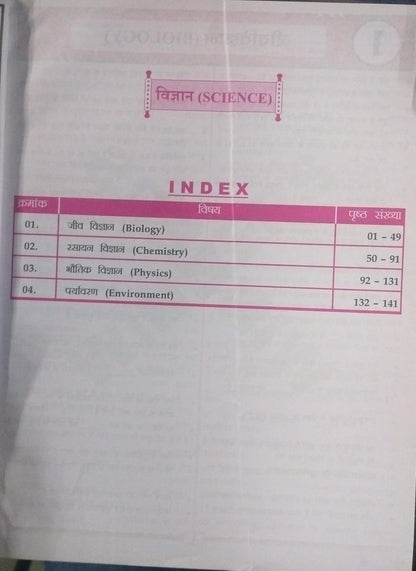 विज्ञान (SCIENCE)
INDEX
क्रमांक विषय पृष्ठ संख्या
01. जीव विज्ञान (Biology) 01 - 49
02. रसायन विज्ञान (Chemistry) 50 - 91
03. भौतिक विज्ञान (Physics) 92 - 131
04. पर्यावरण (Environment) 132 - 141